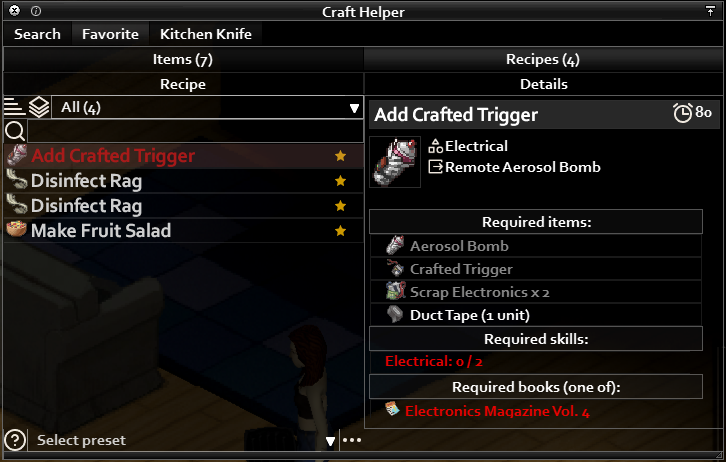 Craft Helper
Search Favorite Kitchen Knife
Items (7) Recipes (4)
Recipe Details
All (4)
Add Crafted Trigger
Disinfect Rag
Disinfect Rag
Make Fruit Salad
Select preset
Add Crafted Trigger 80
Electrical
Remote Aerosol Bomb
Required items:
Aerosol Bomb
Crafted Trigger
Scrap Electronics x 2
Duct Tape (1 unit)
Required skills:
Electrical: 0 / 2
Required books (one of):
Electronics Magazine Vol. 4